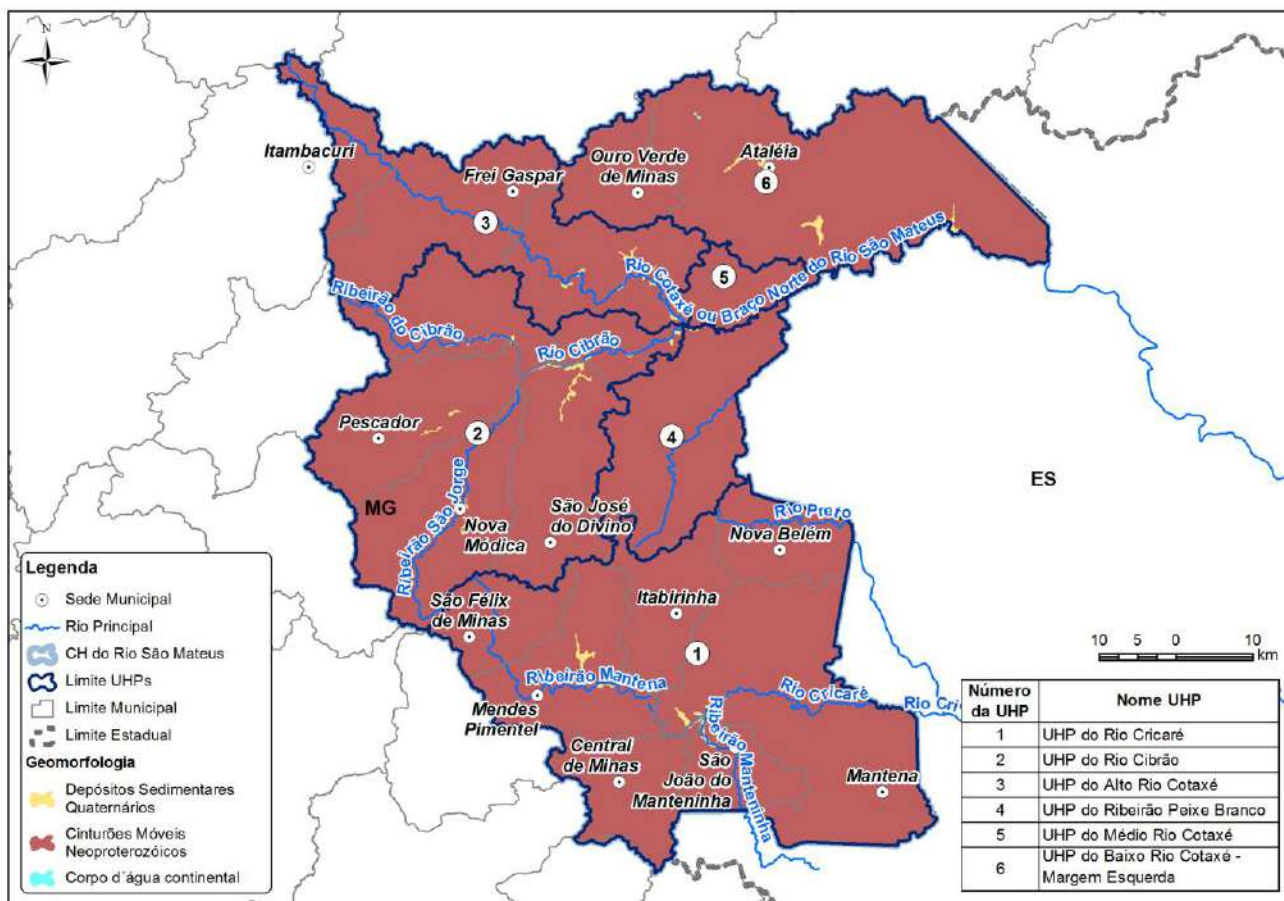 N
Itambacuri
Frei Gaspar
Ouro Verde
de Minas
Ataléia
6
3
5
Rio Cotaxé ou Braço Norte do Rio São Mateus
Ribeirão do Cibrão
Rio Cibrão
Pescador
2
4
ES
MG
Ribeirão São Jorge
Nova
Módica
São José
do Divino
Rio Preto
Nova Belém
São Félix
de Minas
Itabirinha
1
Ribeirão Mantena
Rio Cricaré
Rio Cri
Mendes
Pimentel
Ribeirão Manteninha
Central
de Minas
São
João do
Manteninha
Mantena
Legenda
Sede Municipal
Rio Principal
CH do Rio São Mateus
Limite UHPs
Limite Municipal
Limite Estadual
Geomorfologia
Depósitos Sedimentares
Quaternários
Cinturões Móveis
Neoproterozóicos
Corpo d´água continental
10 5 0 10
km
Número
da UHP
Nome UHP
1 UHP do Rio Cricaré
2 UHP do Rio Cibrão
3 UHP do Alto Rio Cotaxé
4 UHP do Ribeirão Peixe Branco
5 UHP do Médio Rio Cotaxé
6 UHP do Baixo Rio Cotaxé -
Margem Esquerda